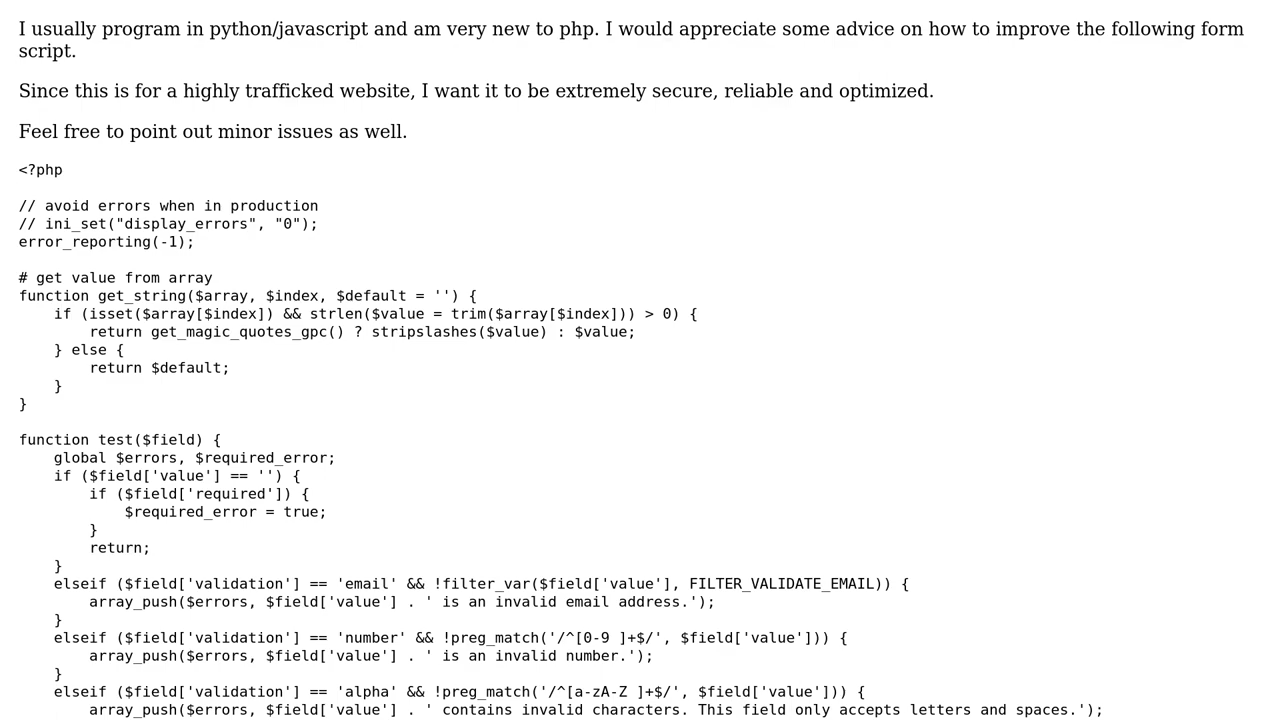 I usually program in python/javascript and am very new to php. I would appreciate some advice on how to improve the following form
script.
Since this is for a highly trafficked website, I want it to be extremely secure, reliable and optimized.
Feel free to point out minor issues as well.
<?php
// avoid errors when in production
// ini_set("display_errors", "0");
error_reporting(-1);
# get value from array
function get_string($array, $index, $default = '') {
    if (isset($array[$index]) && strlen($value = trim($array[$index])) > 0) {
        return get_magic_quotes_gpc() ? stripslashes($value) : $value;
    } else {
        return $default;
    }
}
function test($field) {
    global $errors, $required_error;
    if ($field['value'] == '') {
        if ($field['required']) {
            $required_error = true;
        }
        return;
    }
    elseif ($field['validation'] == 'email' && !filter_var($field['value'], FILTER_VALIDATE_EMAIL)) {
        array_push($errors, $field['value'] . ' is an invalid email address.');
    }
    elseif ($field['validation'] == 'number' && !preg_match('/^[0-9 ]+$/', $field['value'])) {
        array_push($errors, $field['value'] . ' is an invalid number.');
    }
    elseif ($field['validation'] == 'alpha' && !preg_match('/^[a-zA-Z ]+$/', $field['value'])) {
        array_push($errors, $field['value'] . ' contains invalid characters. This field only accepts letters and spaces.');